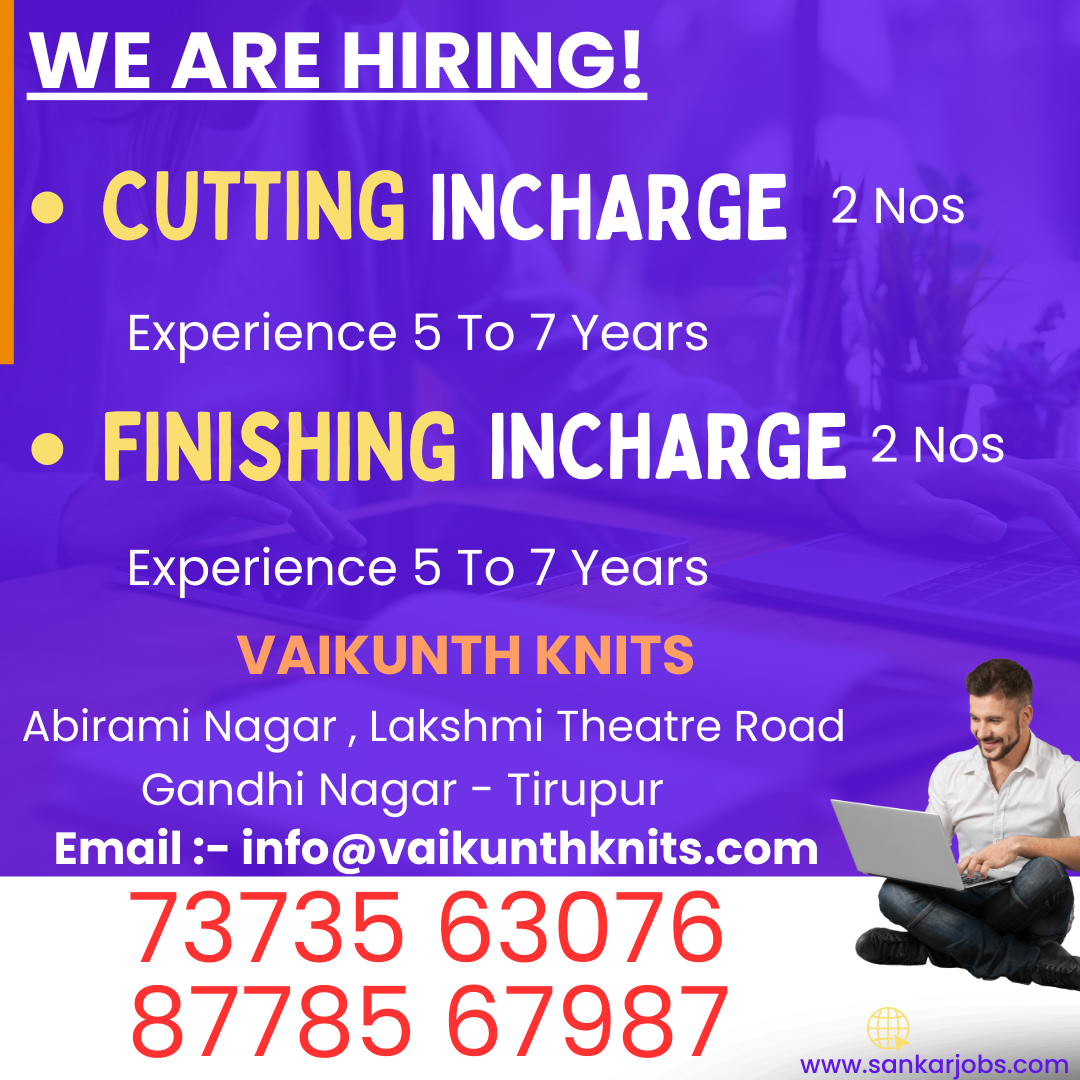 WE ARE HIRING!
• CUTTING INCHARGE 2 Nos
Experience 5 To 7 Years
• FINISHING INCHARGE 2 Nos
Experience 5 To 7 Years
VAIKUNTH KNITS
Abirami Nagar , Lakshmi Theatre Road
Gandhi Nagar - Tirupur
Email :- info@vaikunthknits.com
73735 63076
87785 67987
www.sankarjobs.com